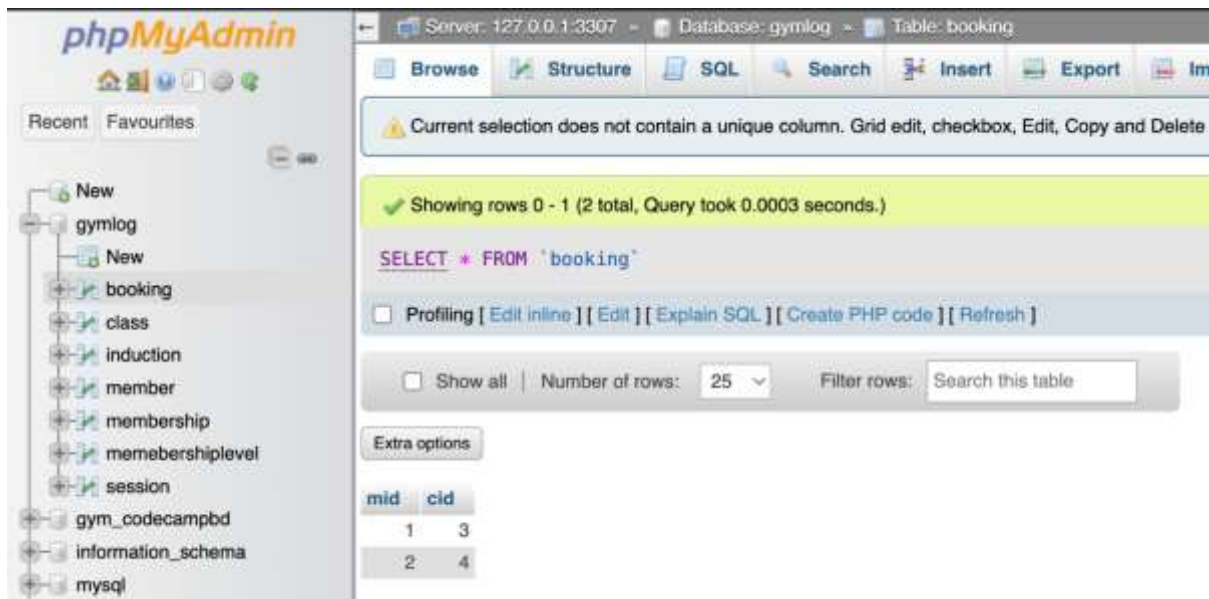 phpMyAdmin
Recent Favourites
New
gymlog
New
booking
class
induction
member
membership
memebershiplevel
session
gym_codecampbd
information_schema
mysql
← Server: 127.0.0.1:3307 » Database: gymlog » Table: booking
Browse Structure SQL Search Insert Export Im
Current selection does not contain a unique column. Grid edit, checkbox, Edit, Copy and Delete
Showing rows 0 - 1 (2 total, Query took 0.0003 seconds.)
SELECT * FROM `booking`
Profiling [ Edit inline ] [ Edit ] [ Explain SQL ] [ Create PHP code ] [ Refresh ]
Show all | Number of rows: 25 Filter rows: Search this table
Extra options
mid cid
1 3
2 4